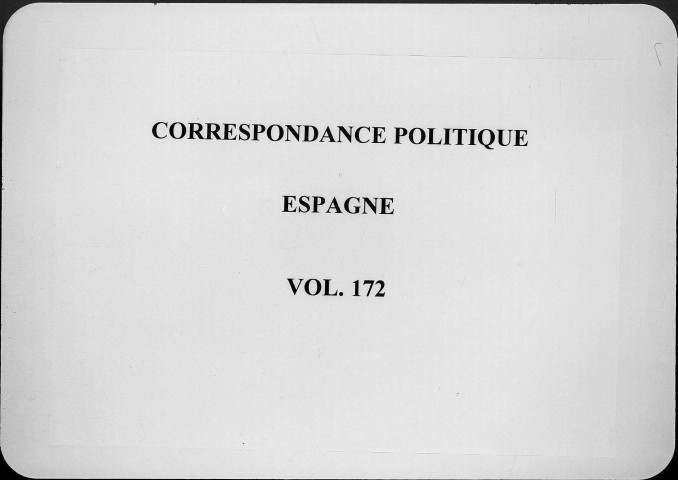 CORRESPONDANCE POLITIQUE
ESPAGNE
VOL. 172